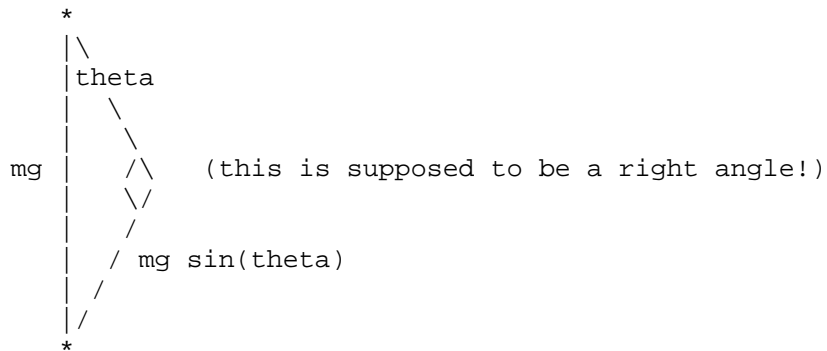 theta
mg (this is supposed to be a right angle!)
mg sin(theta)